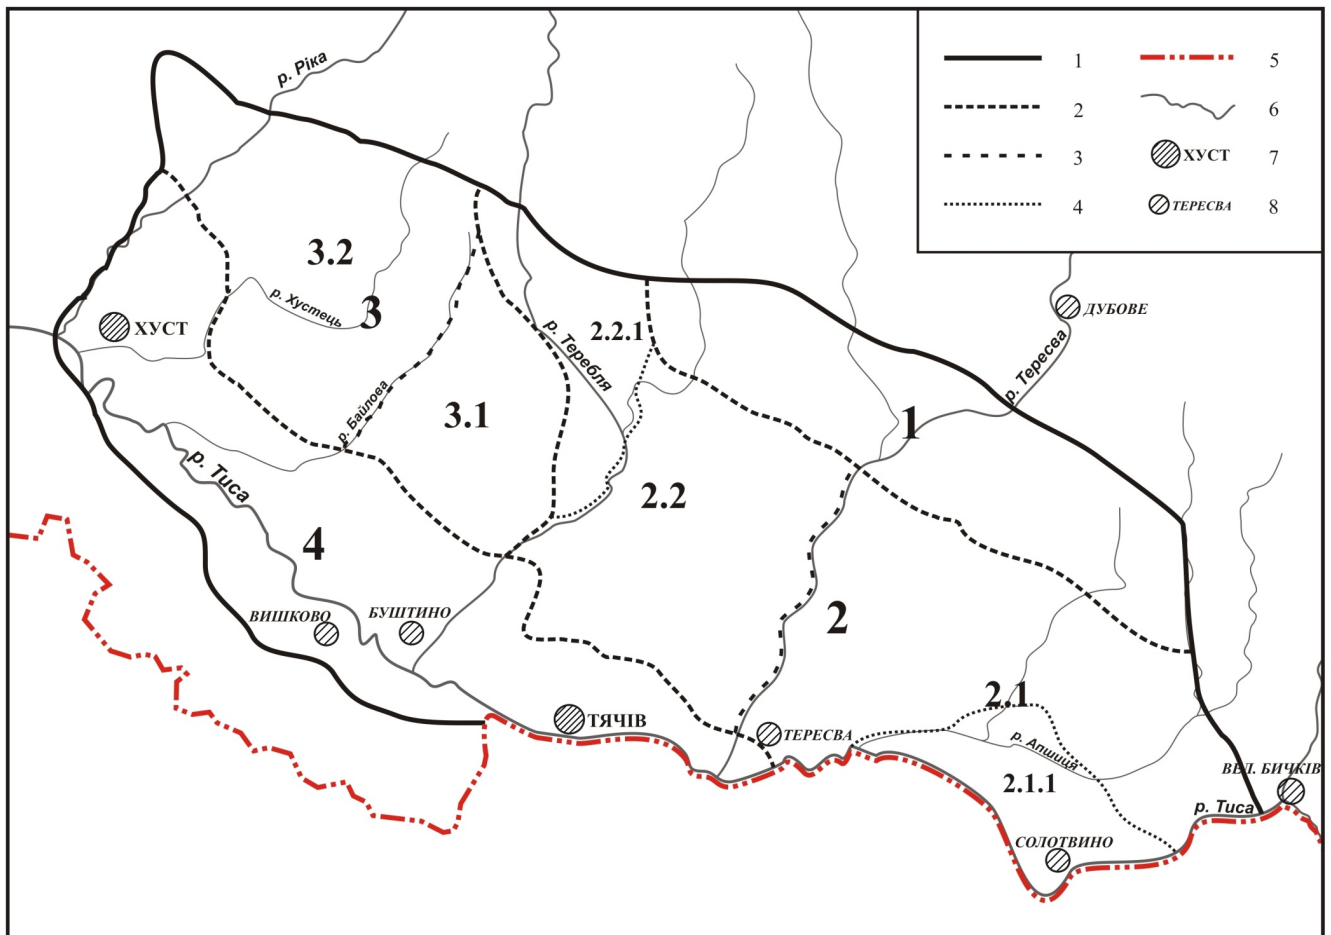 р. Ріка
1
5
2
6
3
ХУСТ
7
4
ТЕРЕСВА
8
3.2
р. Хустець
3
ХУСТ
2.2.1
ДУБОВЕ
р. Теребля
р. Тересва
р. Байлова
3.1
1
р. Тиса
2.2
4
ВИШКОВО
БУШТИНО
2
2.1
ТЯЧІВ
ТЕРЕСВА
р. Апшиця
2.1.1
ВЕЛ. БИЧКІВ
р. Тиса
СОЛОТВИНО